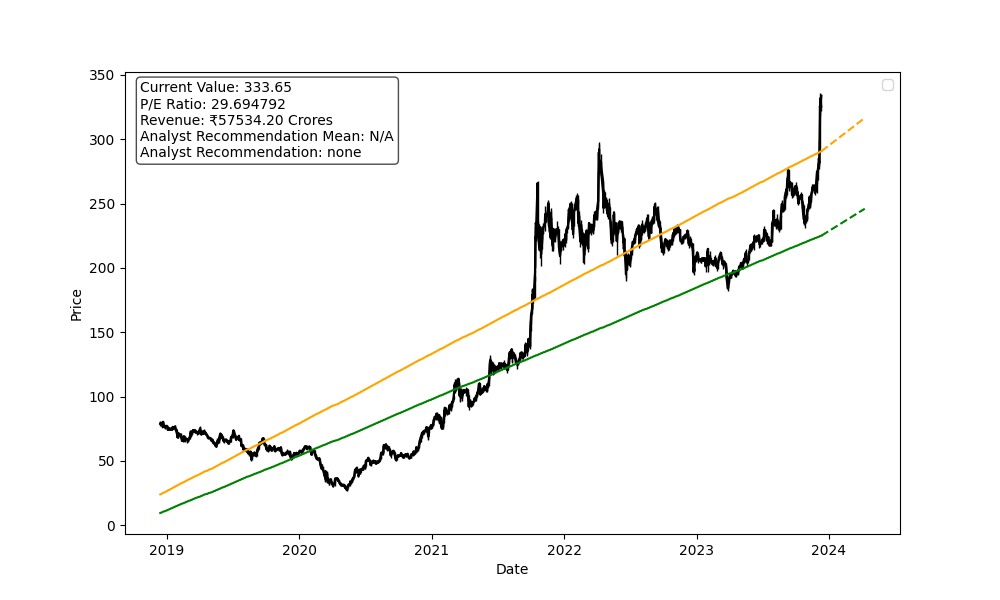 Current Value: 333.65
P/E Ratio: 29.694792
Revenue: ₹57534.20 Crores
Analyst Recommendation Mean: N/A
Analyst Recommendation: none
350
300
250
200
150
100
50
0
Price
2019 2020 2021 2022 2023 2024
Date